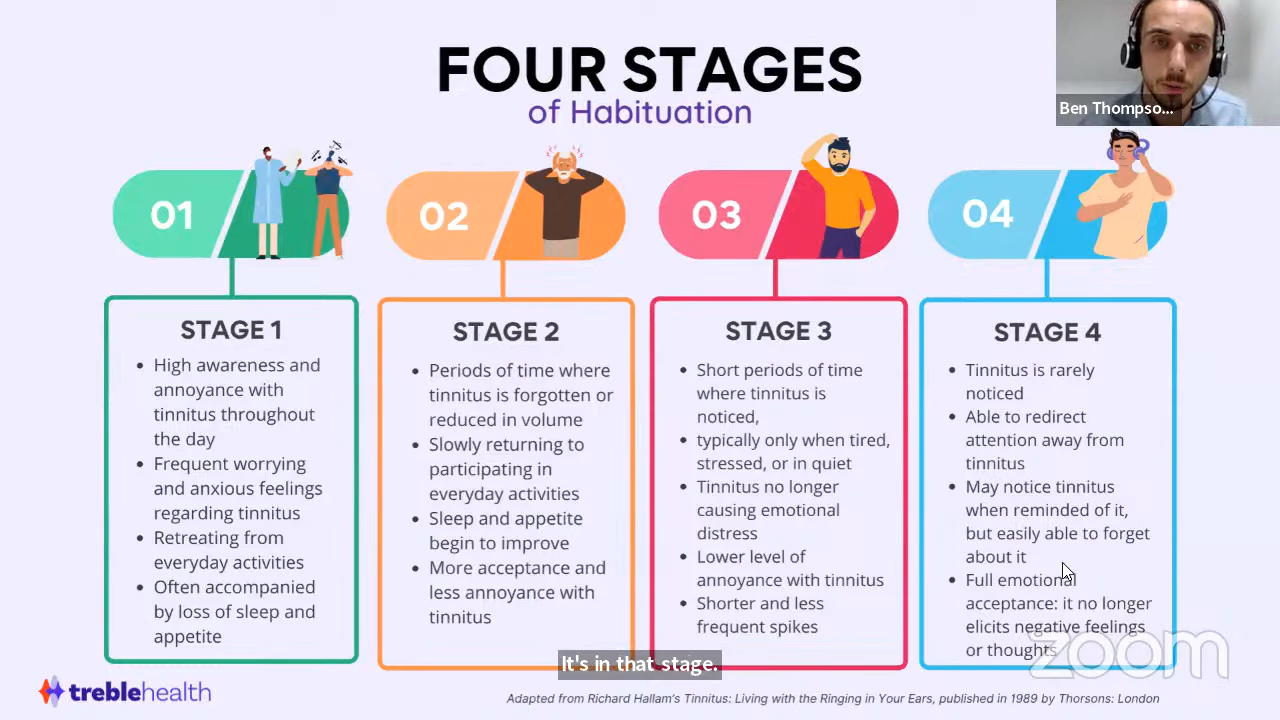 FOUR STAGES
of Habituation
Ben Thompso...
01
02
03
04
STAGE 1
• High awareness and
annoyance with
tinnitus throughout
the day
• Frequent worrying
and anxious feelings
regarding tinnitus
• Retreating from
everyday activities
• Often accompanied
by loss of sleep and
appetite
STAGE 2
• Periods of time where
tinnitus is forgotten or
reduced in volume
• Slowly returning to
participating in
everyday activities
• Sleep and appetite
begin to improve
• More acceptance and
less annoyance with
tinnitus
STAGE 3
• Short periods of time
where tinnitus is
noticed,
• typically only when tired,
stressed, or in quiet
• Tinnitus no longer
causing emotional
distress
• Lower level of
annoyance with tinnitus
• Shorter and less
frequent spikes
STAGE 4
• Tinnitus is rarely
noticed
• Able to redirect
attention away from
tinnitus
• May notice tinnitus
when reminded of it,
but easily able to forget
about it
• Full emotional
acceptance: it no longer
elicits negative feelings
or thoughts
It's in that stage.
zoom
treblehealth
Adapted from Richard Hallam's Tinnitus: Living with the Ringing in Your Ears, published in 1989 by Thorsons: London